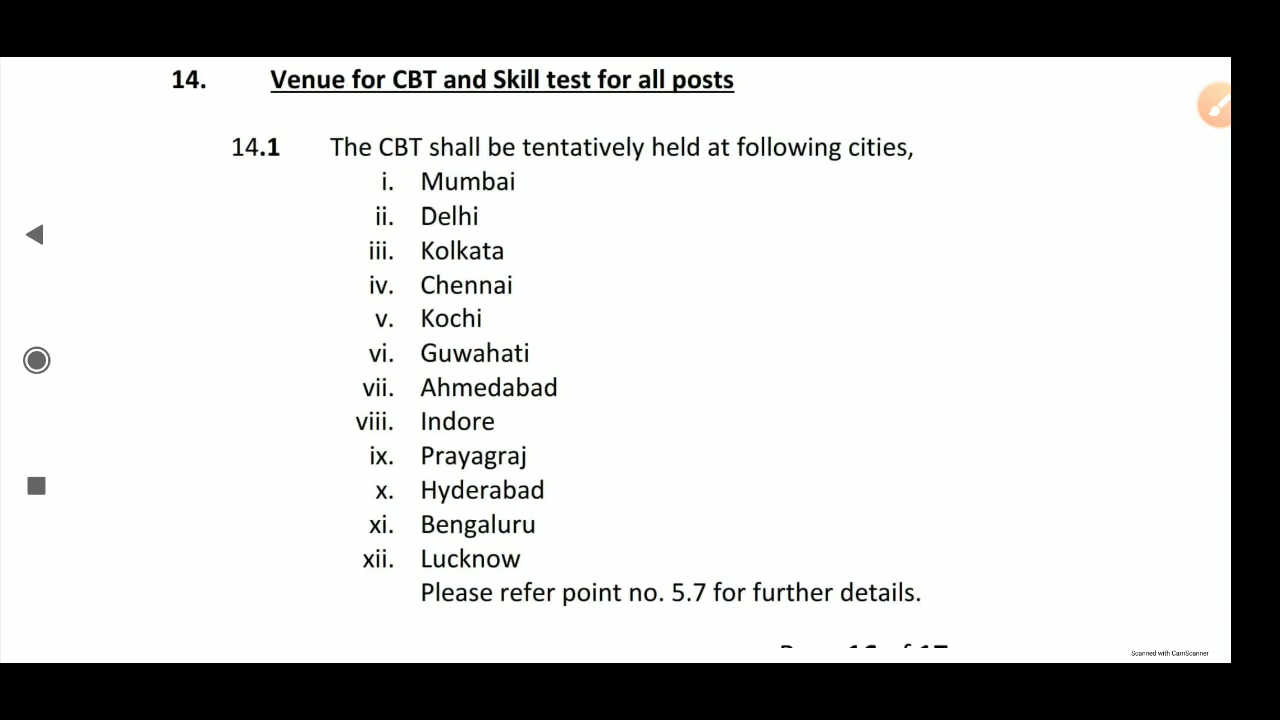 14. Venue for CBT and Skill test for all posts
14.1 The CBT shall be tentatively held at following cities,
i. Mumbai
ii. Delhi
iii. Kolkata
iv. Chennai
v. Kochi
vi. Guwahati
vii. Ahmedabad
viii. Indore
ix. Prayagraj
x. Hyderabad
xi. Bengaluru
xii. Lucknow
Please refer point no. 5.7 for further details.
Scanned with CamScanner